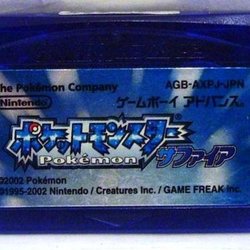 The Pokémon Company
AGB-AXPJ-JPN
Nintendo
ゲームボーイ アドバンス
ポケットモンスター
Pokémon
サファイア
©2002 Pokémon
©1995-2002 Nintendo / Creatures inc. / GAME FREAK inc.